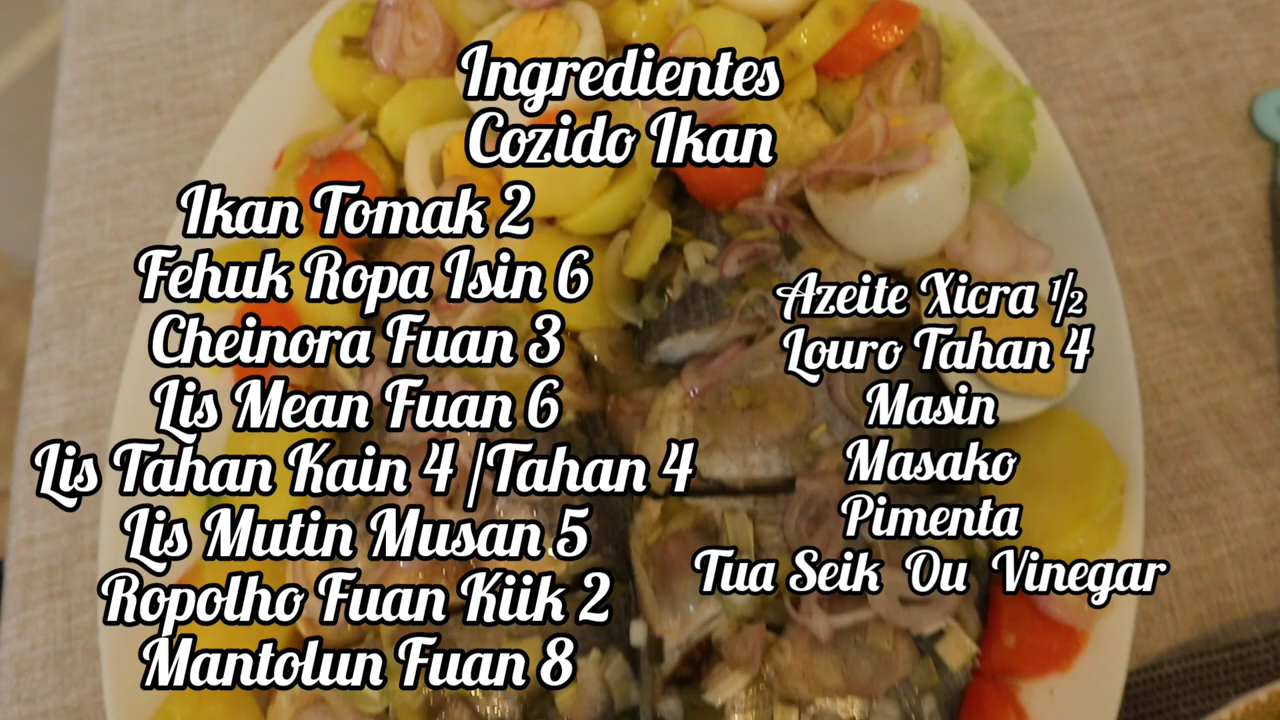 Ingredientes
Cozido Ikan
Ikan Tomak 2
Fehuk Ropa Isin 6
Cheinora Fuan 3
Lis Mean Fuan 6
Lis Tahan Kain 4 /Tahan 4
Lis Mutin Musan 5
Ropolho Fuan Kiik 2
Mantolun Fuan 8
Azeite Xicra ½
Louro Tahan 4
Masin
Masako
Pimenta
Tua Seik Ou Vinegar